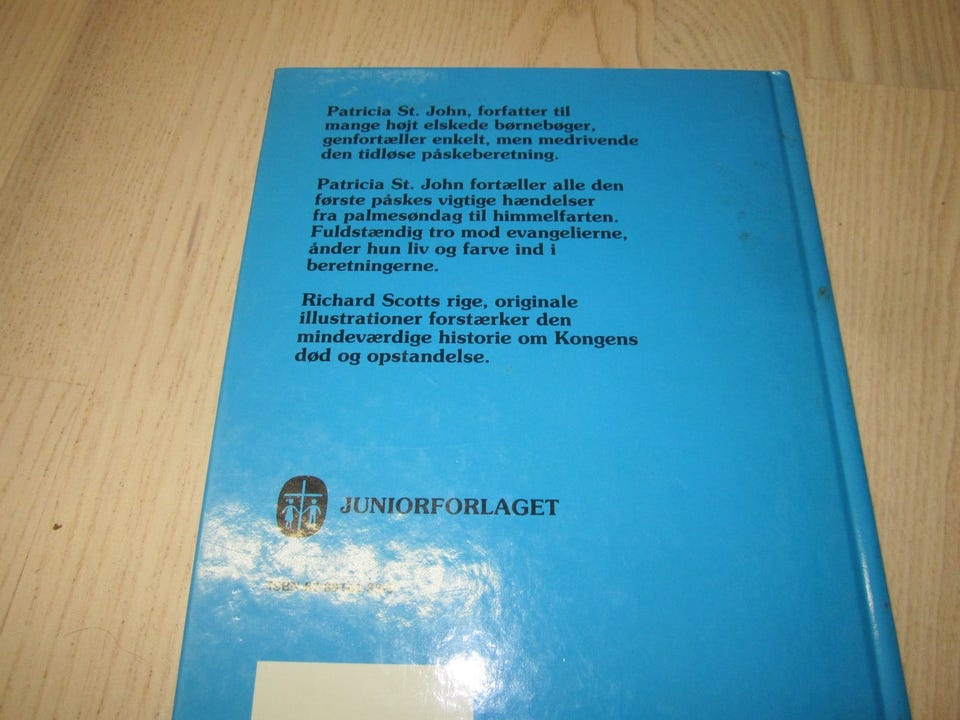 Patricia St. John, forfatter til
mange højt elskede børnebøger,
genfortæller enkelt, men medrivende
den tidløse påskeberetning.
Patricia St. John fortæller alle den
første påskes vigtige hændelser
fra palmesøndag til himmelfarten.
Fuldstændig tro mod evangelierne,
ånder hun liv og farve ind i
beretningerne.
Richard Scotts rige, originale
illustrationer forstærker den
mindeværdige historie om Kongens
død og opstandelse.
JUNIORFORLAGET
ISBN